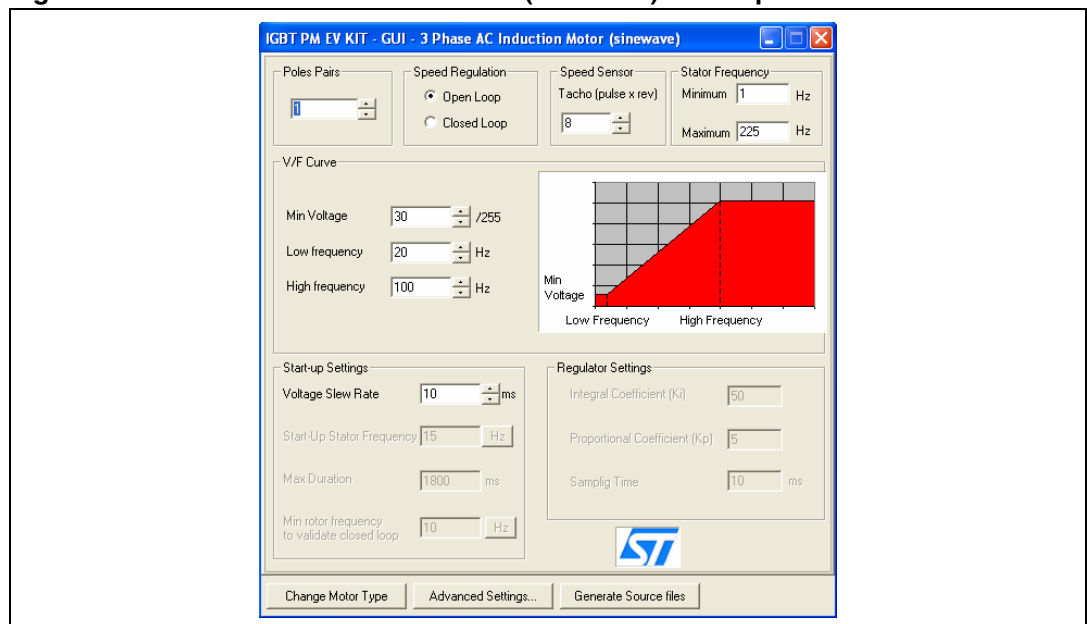 IGBT PM EV KIT - GUI - 3 Phase AC Induction Motor (sinewave)
Poles Pairs
1
Speed Regulation
Open Loop
Closed Loop
Speed Sensor
Tacho (pulse x rev)
8
Stator Frequency
Minimum 1 Hz
Maximum 225 Hz
V/F Curve
Min Voltage 30 /255
Low frequency 20 Hz
High frequency 100 Hz
Min
Voltage
Low Frequency High Frequency
Start-up Settings
Voltage Slew Rate 10 ms
Start-Up Stator Frequency 15 Hz
Max Duration 1800 ms
Min rotor frequency
to validate closed loop 10 Hz
Regulator Settings
Integral Coefficient (Ki) 50
Proportional Coefficient (Kp) 5
Samplig Time 10 ms
ST
Change Motor Type Advanced Settings... Generate Source files